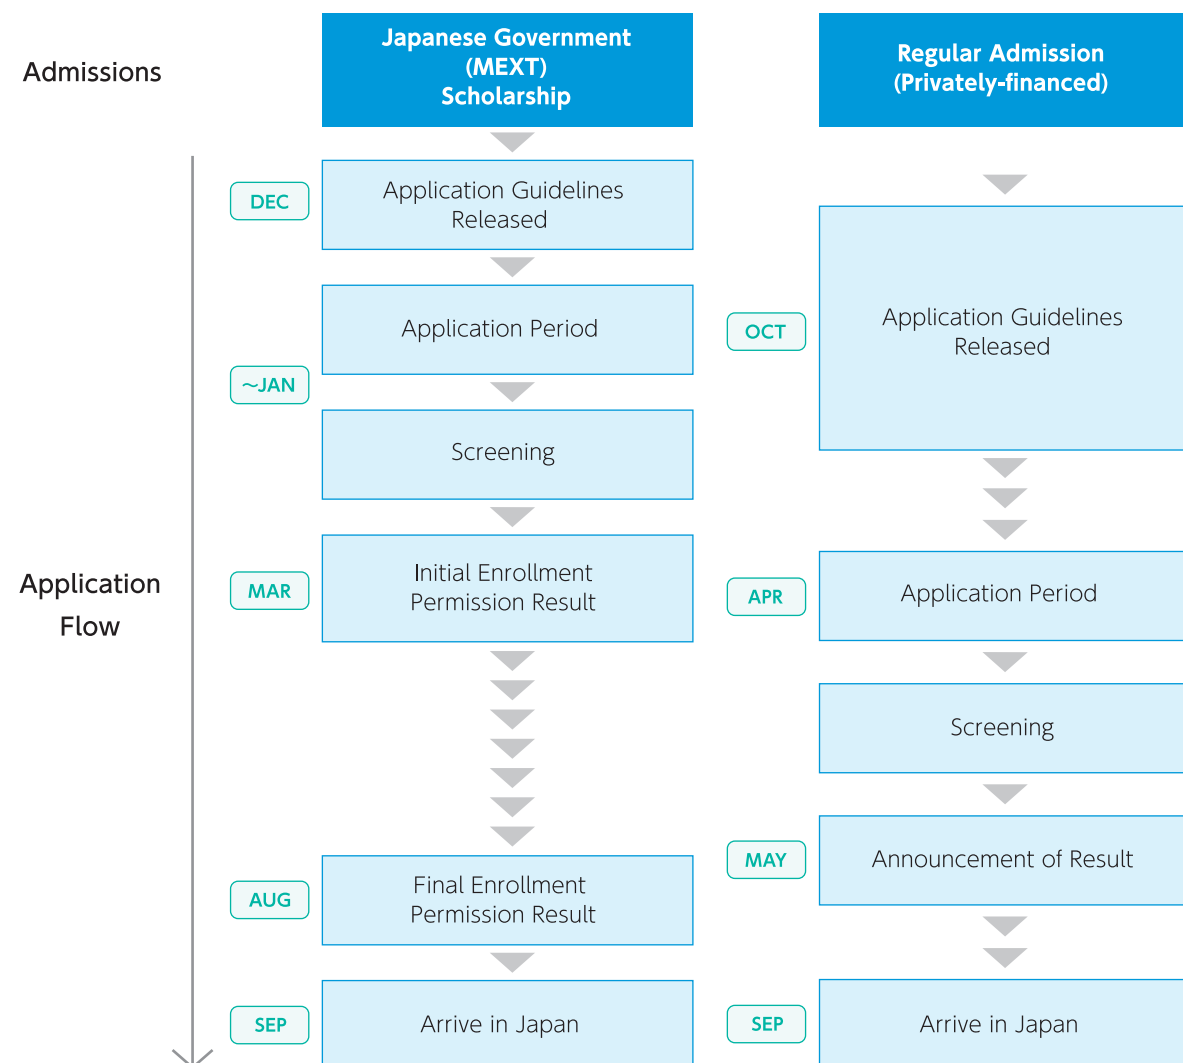 Admissions
Japanese Government
(MEXT)
Scholarship
Regular Admission
(Privately-financed)
Application
Flow
DEC
Application Guidelines
Released
Application Period
~JAN
Screening
MAR
Initial Enrollment
Permission Result
AUG
Final Enrollment
Permission Result
SEP
Arrive in Japan
OCT
Application Guidelines
Released
APR
Application Period
Screening
MAY
Announcement of Result
SEP
Arrive in Japan